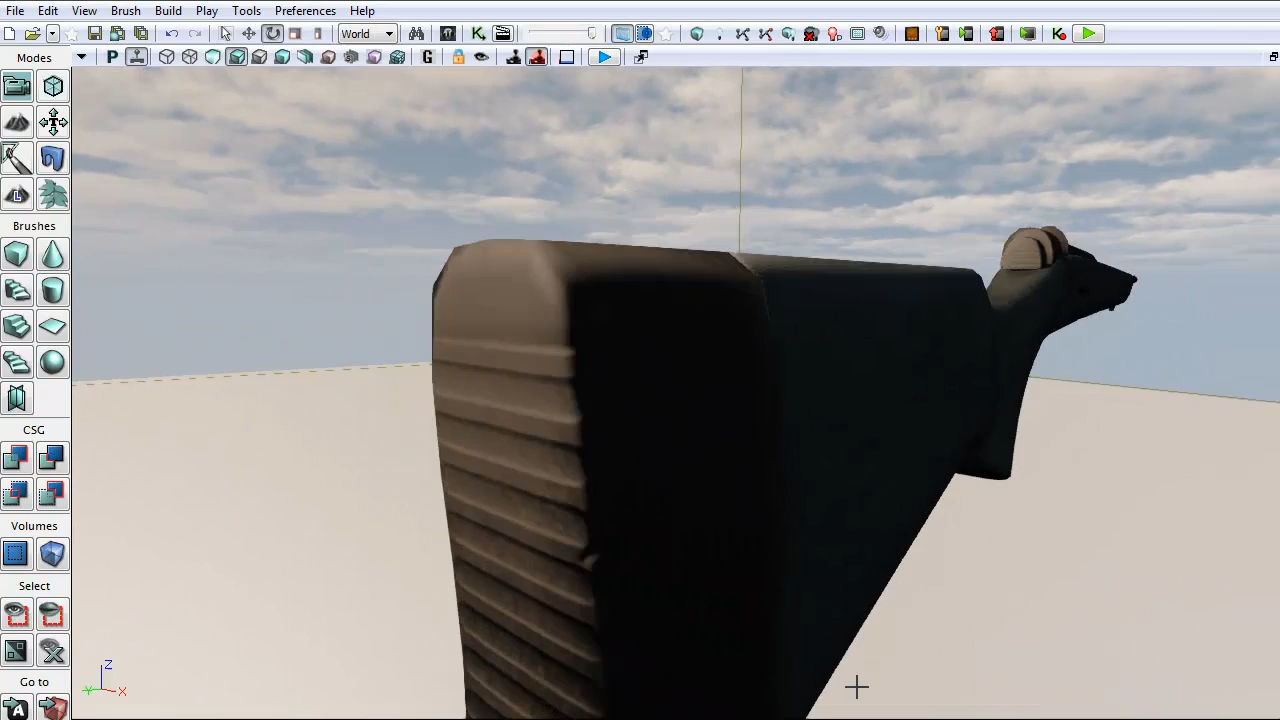 File Edit View Brush Build Play Tools Preferences Help
World
Modes
P
G
L
Brushes
CSG
Volumes
Select
Go to
A
Z
Y
X